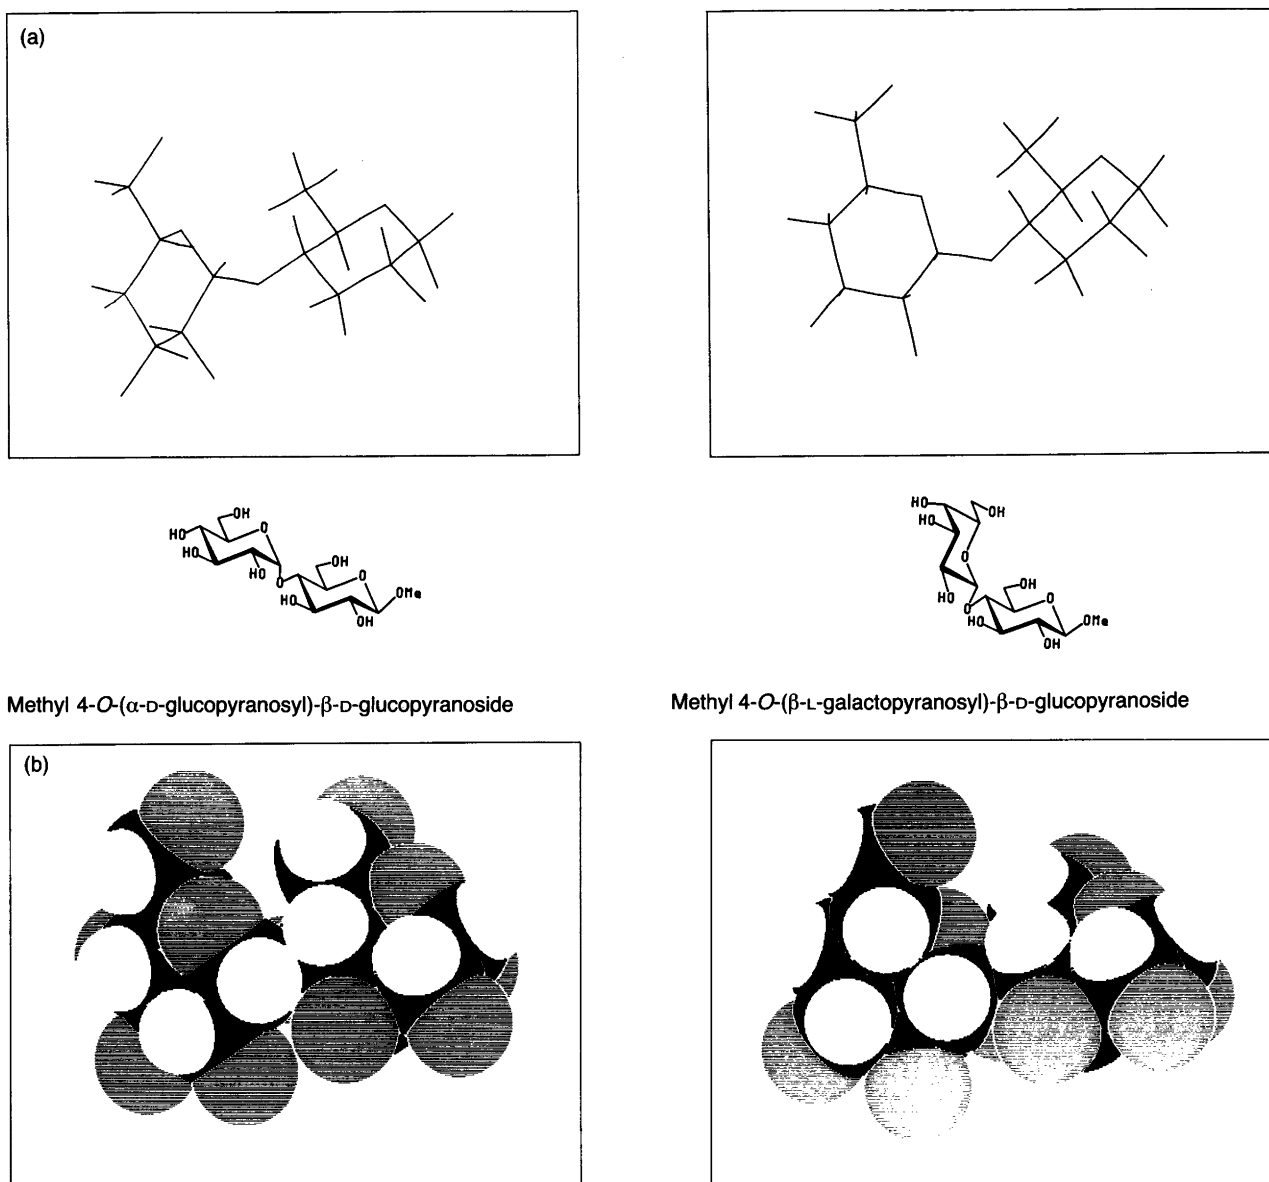 (a)
OH
HO
O
HO
HO
O
OH
O
HO
OMe
OH
HO
OH
HO
O
HO
O
OH
O
HO
OMe
OH
Methyl 4-O-(α-D-glucopyranosyl)-β-D-glucopyranoside
Methyl 4-O-(β-L-galactopyranosyl)-β-D-glucopyranoside
(b)